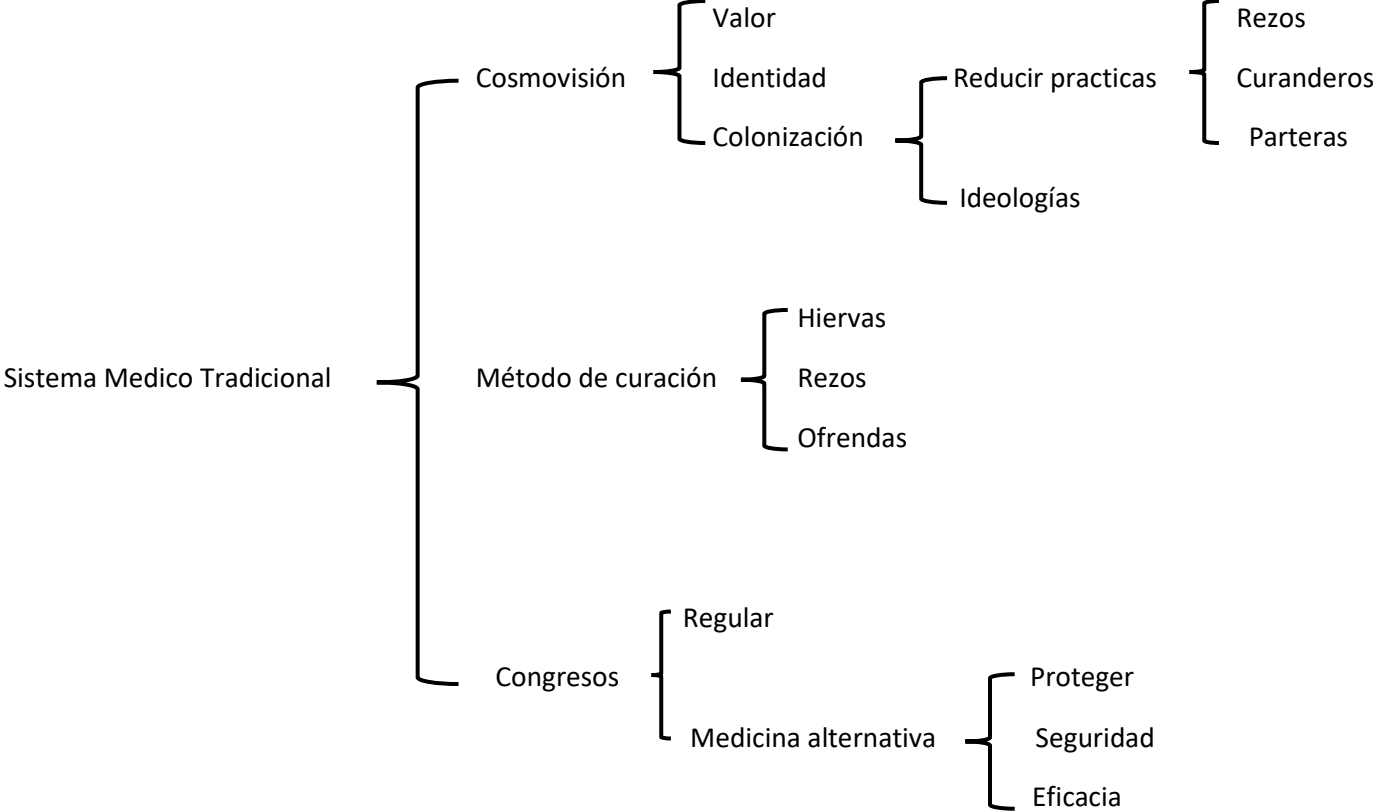 Valor
Rezos
Cosmovisión
Identidad
Reducir practicas
Curanderos
Colonización
Parteras
Ideologías
Hiervas
Sistema Medico Tradicional
Método de curación
Rezos
Ofrendas
Regular
Congresos
Proteger
Medicina alternativa
Seguridad
Eficacia